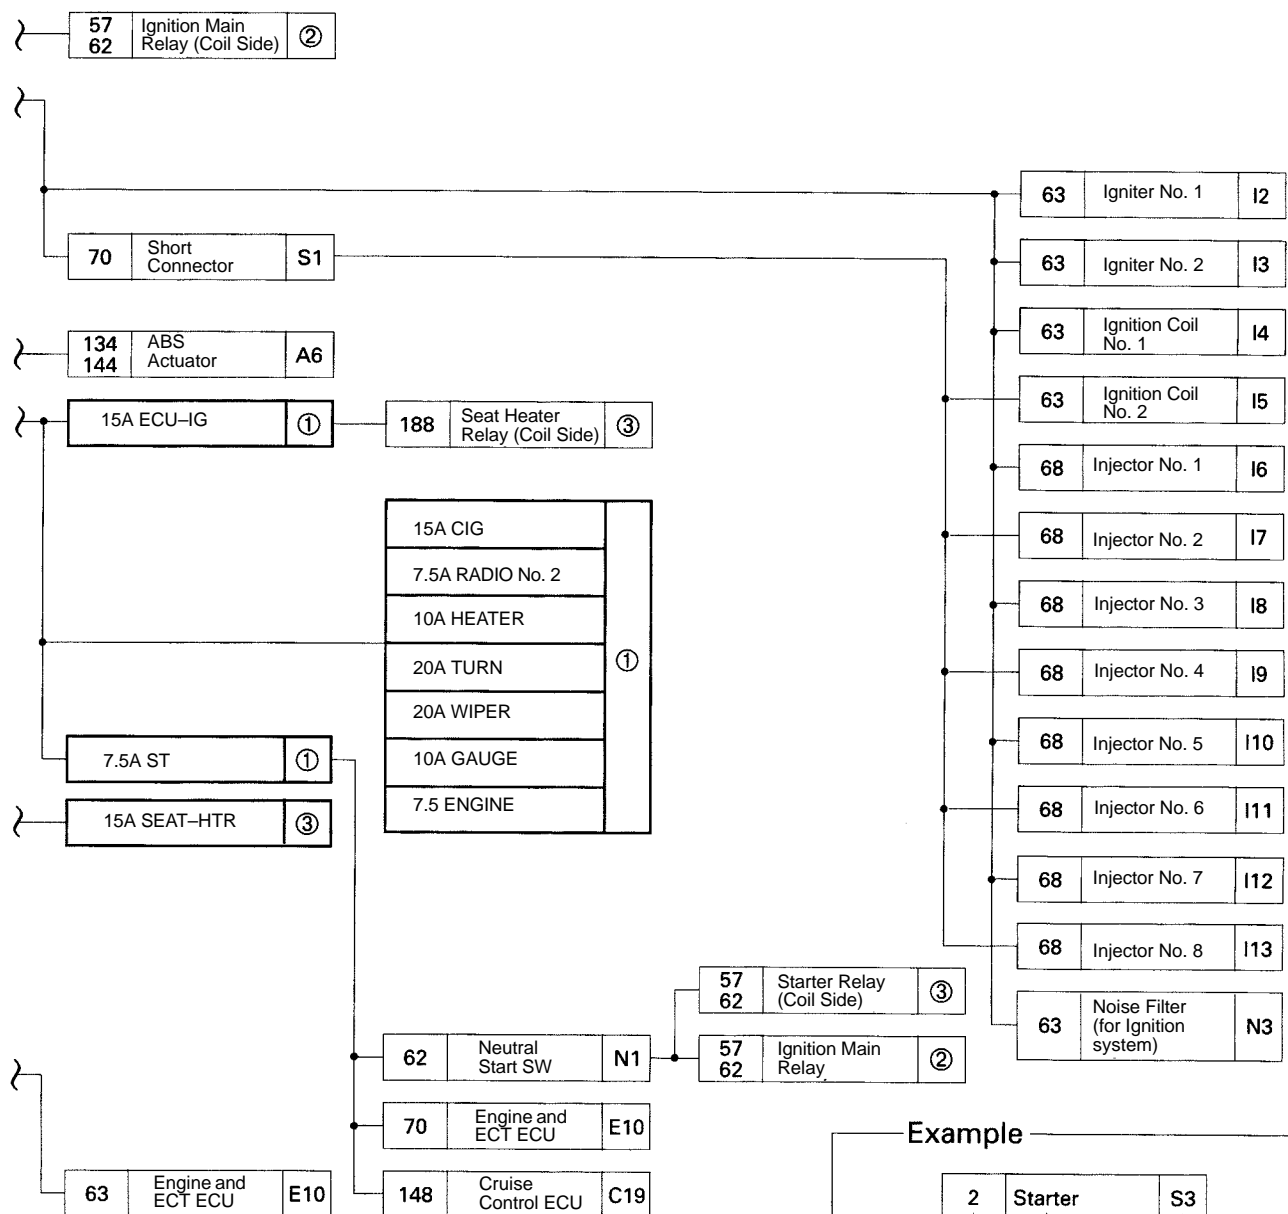 57
62
Ignition Main
Relay (Coil Side)
②
70
Short
Connector
S1
134
144
ABS
Actuator
A6
15A ECU–IG
①
188
Seat Heater
Relay (Coil Side)
③
15A CIG
7.5A RADIO No. 2
10A HEATER
20A TURN
20A WIPER
10A GAUGE
7.5 ENGINE
①
7.5A ST
①
15A SEAT–HTR
③
63
Igniter No. 1
I2
63
Igniter No. 2
I3
63
Ignition Coil
No. 1
I4
63
Ignition Coil
No. 2
I5
68
Injector No. 1
I6
68
Injector No. 2
I7
68
Injector No. 3
I8
68
Injector No. 4
I9
68
Injector No. 5
I10
68
Injector No. 6
I11
68
Injector No. 7
I12
68
Injector No. 8
I13
63
Noise Filter
(for Ignition
system)
N3
57
62
Starter Relay
(Coil Side)
③
62
Neutral
Start SW
N1
57
62
Ignition Main
Relay
②
70
Engine and
ECT ECU
E10
63
Engine and
ECT ECU
E10
148
Cruise
Control ECU
C19
Example
2
Starter
S3